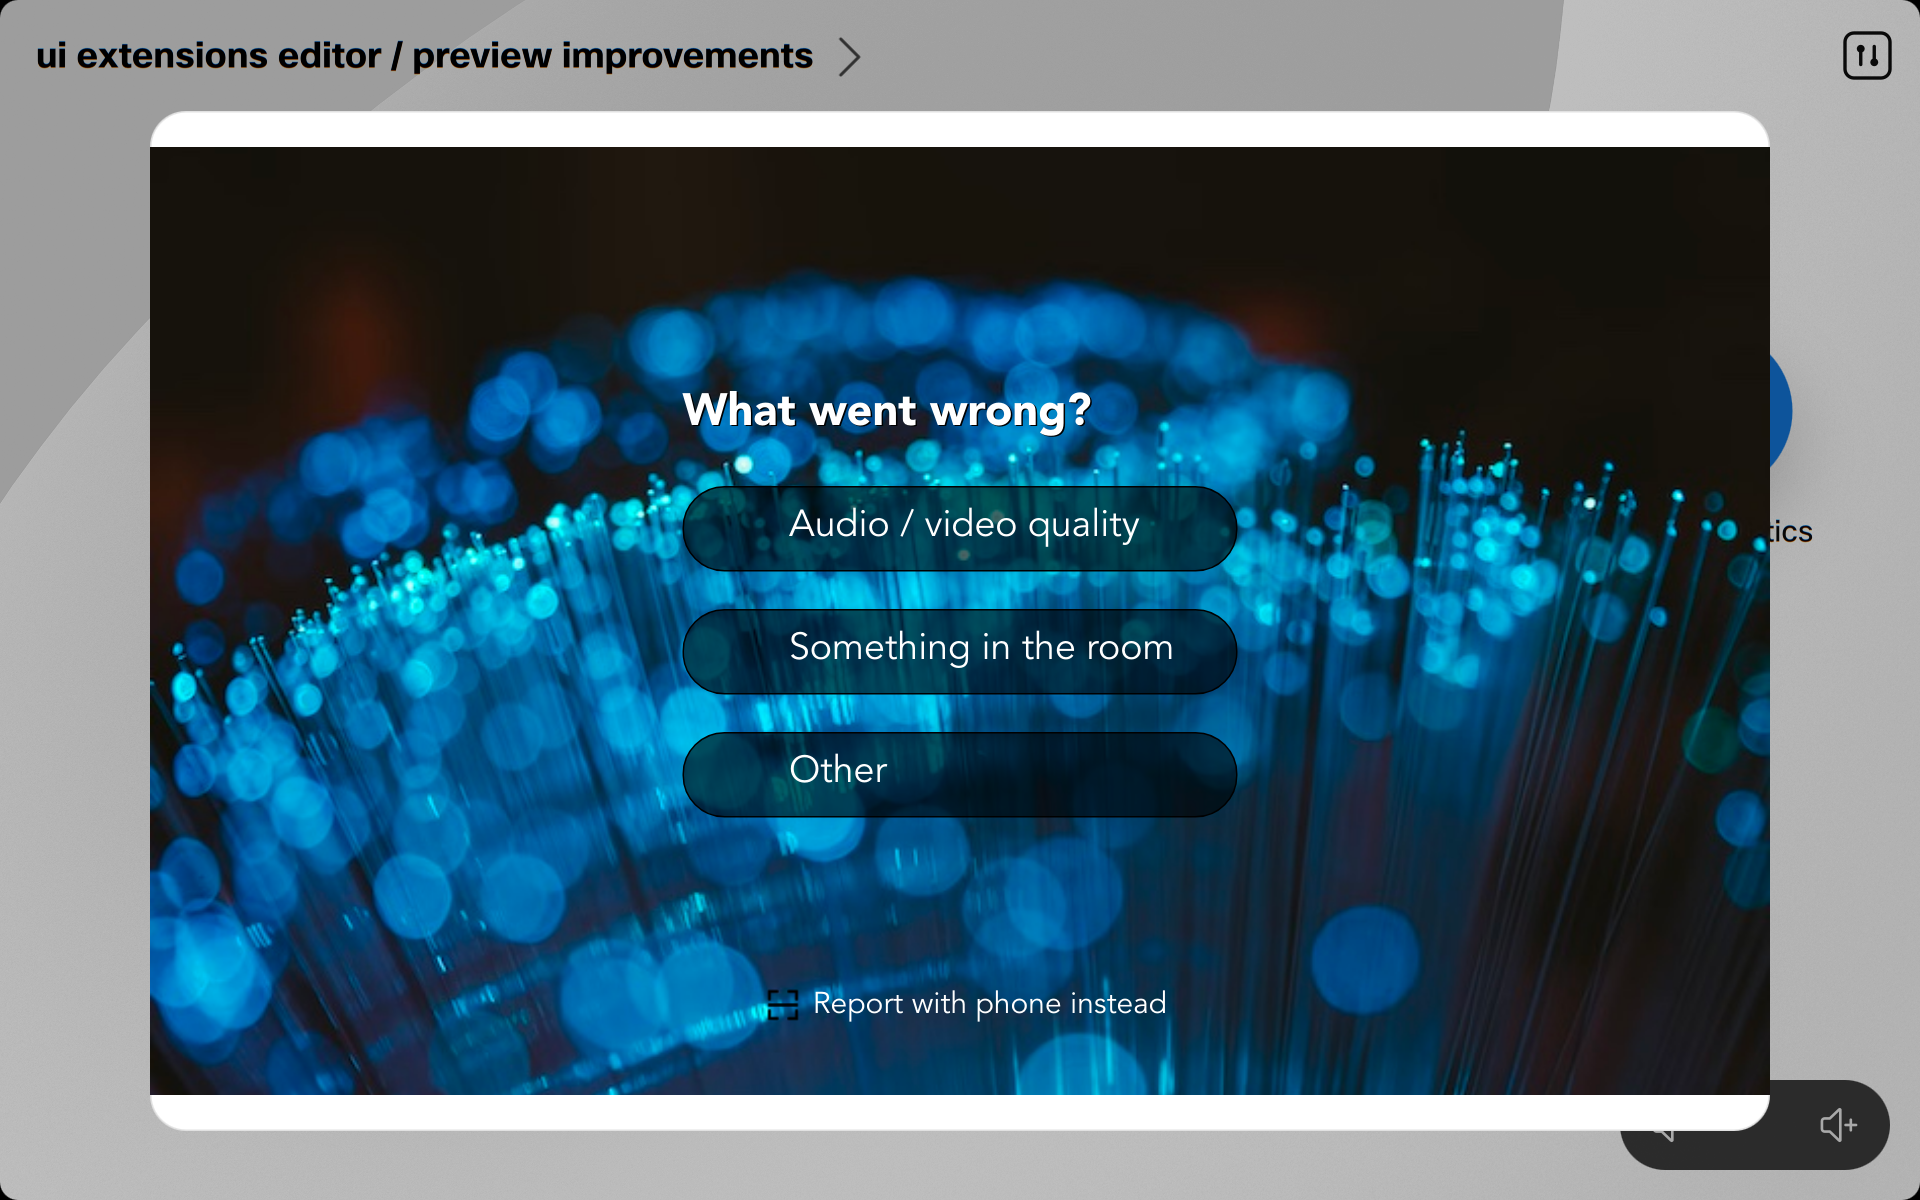 ui extensions editor / preview improvements
What went wrong?
Audio / video quality
tics
Something in the room
Other
Report with phone instead